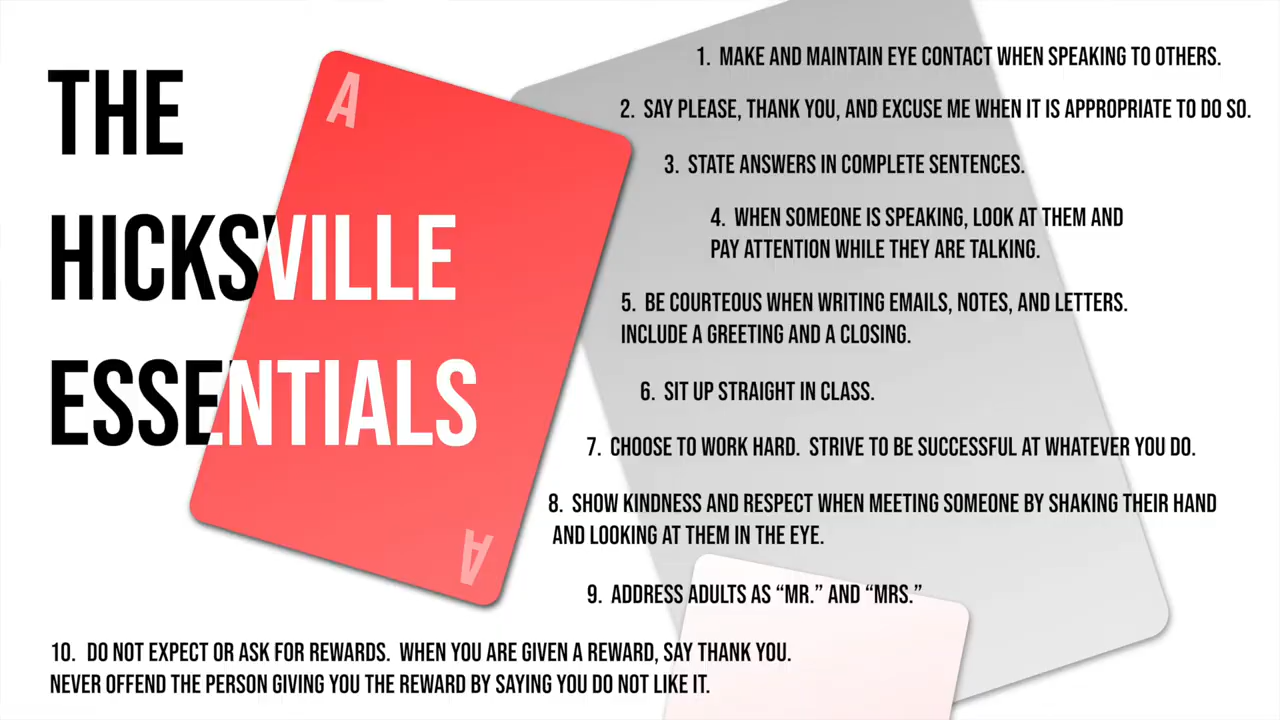 THE
HICKSVILLE
ESSENTIALS
A
A
1. MAKE AND MAINTAIN EYE CONTACT WHEN SPEAKING TO OTHERS.
2. SAY PLEASE, THANK YOU, AND EXCUSE ME WHEN IT IS APPROPRIATE TO DO SO.
3. STATE ANSWERS IN COMPLETE SENTENCES.
4. WHEN SOMEONE IS SPEAKING, LOOK AT THEM AND
PAY ATTENTION WHILE THEY ARE TALKING.
5. BE COURTEOUS WHEN WRITING EMAILS, NOTES, AND LETTERS.
INCLUDE A GREETING AND A CLOSING.
6. SIT UP STRAIGHT IN CLASS.
7. CHOOSE TO WORK HARD. STRIVE TO BE SUCCESSFUL AT WHATEVER YOU DO.
8. SHOW KINDNESS AND RESPECT WHEN MEETING SOMEONE BY SHAKING THEIR HAND
AND LOOKING AT THEM IN THE EYE.
9. ADDRESS ADULTS AS “MR.” AND “MRS.”
10. DO NOT EXPECT OR ASK FOR REWARDS. WHEN YOU ARE GIVEN A REWARD, SAY THANK YOU.
NEVER OFFEND THE PERSON GIVING YOU THE REWARD BY SAYING YOU DO NOT LIKE IT.